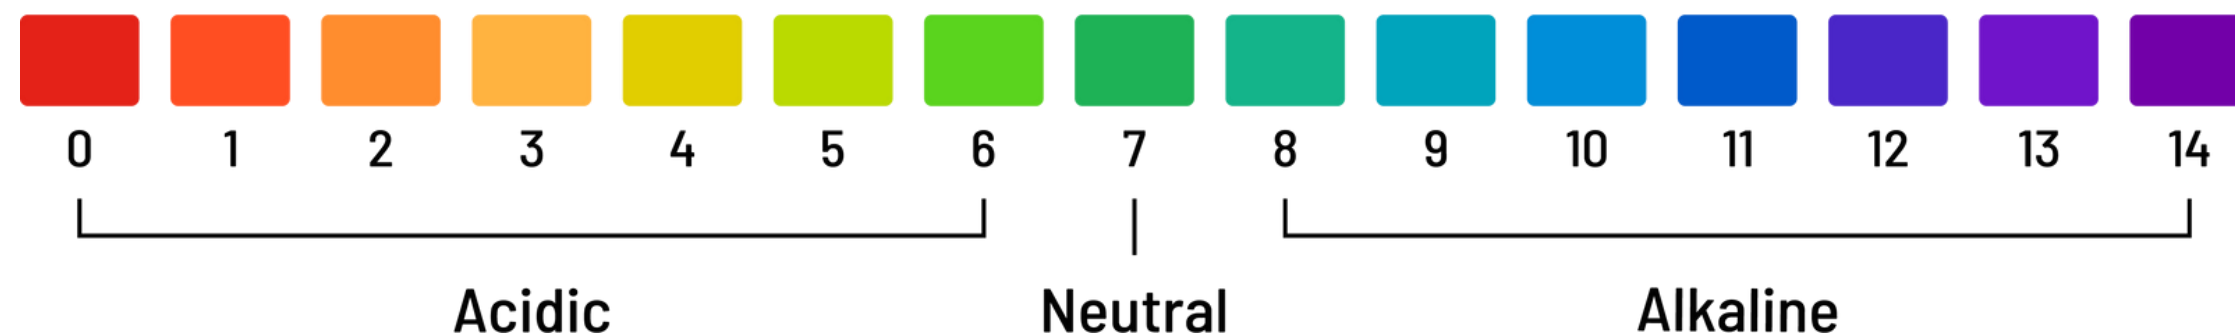 0 1 2 3 4 5 6 7 8 9 10 11 12 13 14
Acidic Neutral Alkaline